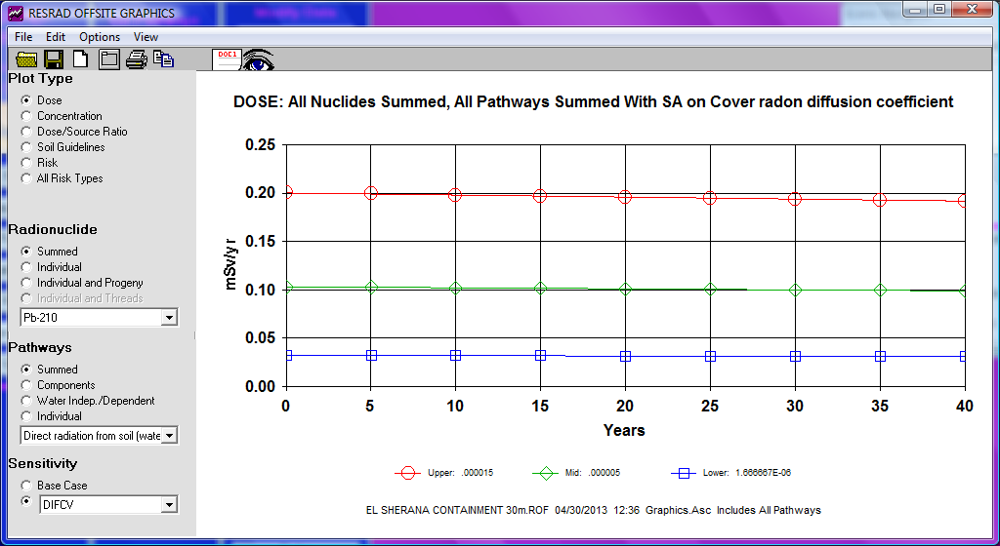 RESRAD OFFSITE GRAPHICS
File Edit Options View
DOE1
Plot Type
Dose
Concentration
Dose/Source Ratio
Soil Guidelines
Risk
All Risk Types
Radionuclide
Summed
Individual
Individual and Progeny
Individual and Threads
Pb-210
Pathways
Summed
Components
Water Indep./Dependent
Individual
Direct radiation from soil (wate
Sensitivity
Base Case
DIFCV
DOSE: All Nuclides Summed, All Pathways Summed With SA on Cover radon diffusion coefficient
mSv/yr
0.25
0.20
0.15
0.10
0.05
0.00
0 5 10 15 20 25 30 35 40
Years
Upper: .000015 Mid: .000005 Lower: 1.666667E-06
EL SHERANA CONTAINMENT 30m.ROF 04/30/2013 12:36 Graphics.Asc Includes All Pathways